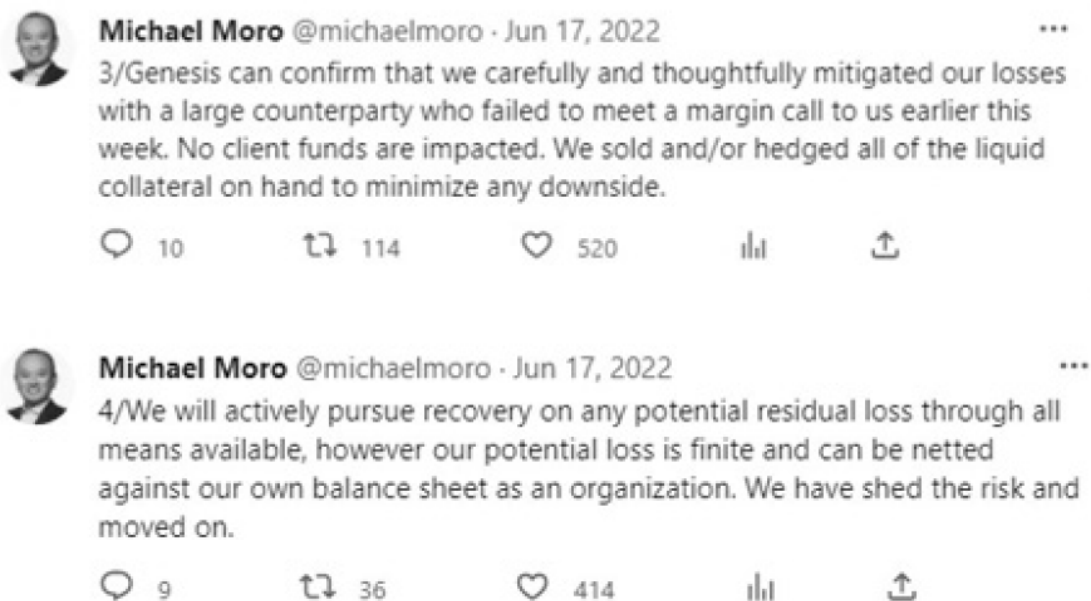 Michael Moro @michaelmoro · Jun 17, 2022
3/Genesis can confirm that we carefully and thoughtfully mitigated our losses
with a large counterparty who failed to meet a margin call to us earlier this
week. No client funds are impacted. We sold and/or hedged all of the liquid
collateral on hand to minimize any downside.
10 114 520
Michael Moro @michaelmoro · Jun 17, 2022
4/We will actively pursue recovery on any potential residual loss through all
means available, however our potential loss is finite and can be netted
against our own balance sheet as an organization. We have shed the risk and
moved on.
9 36 414